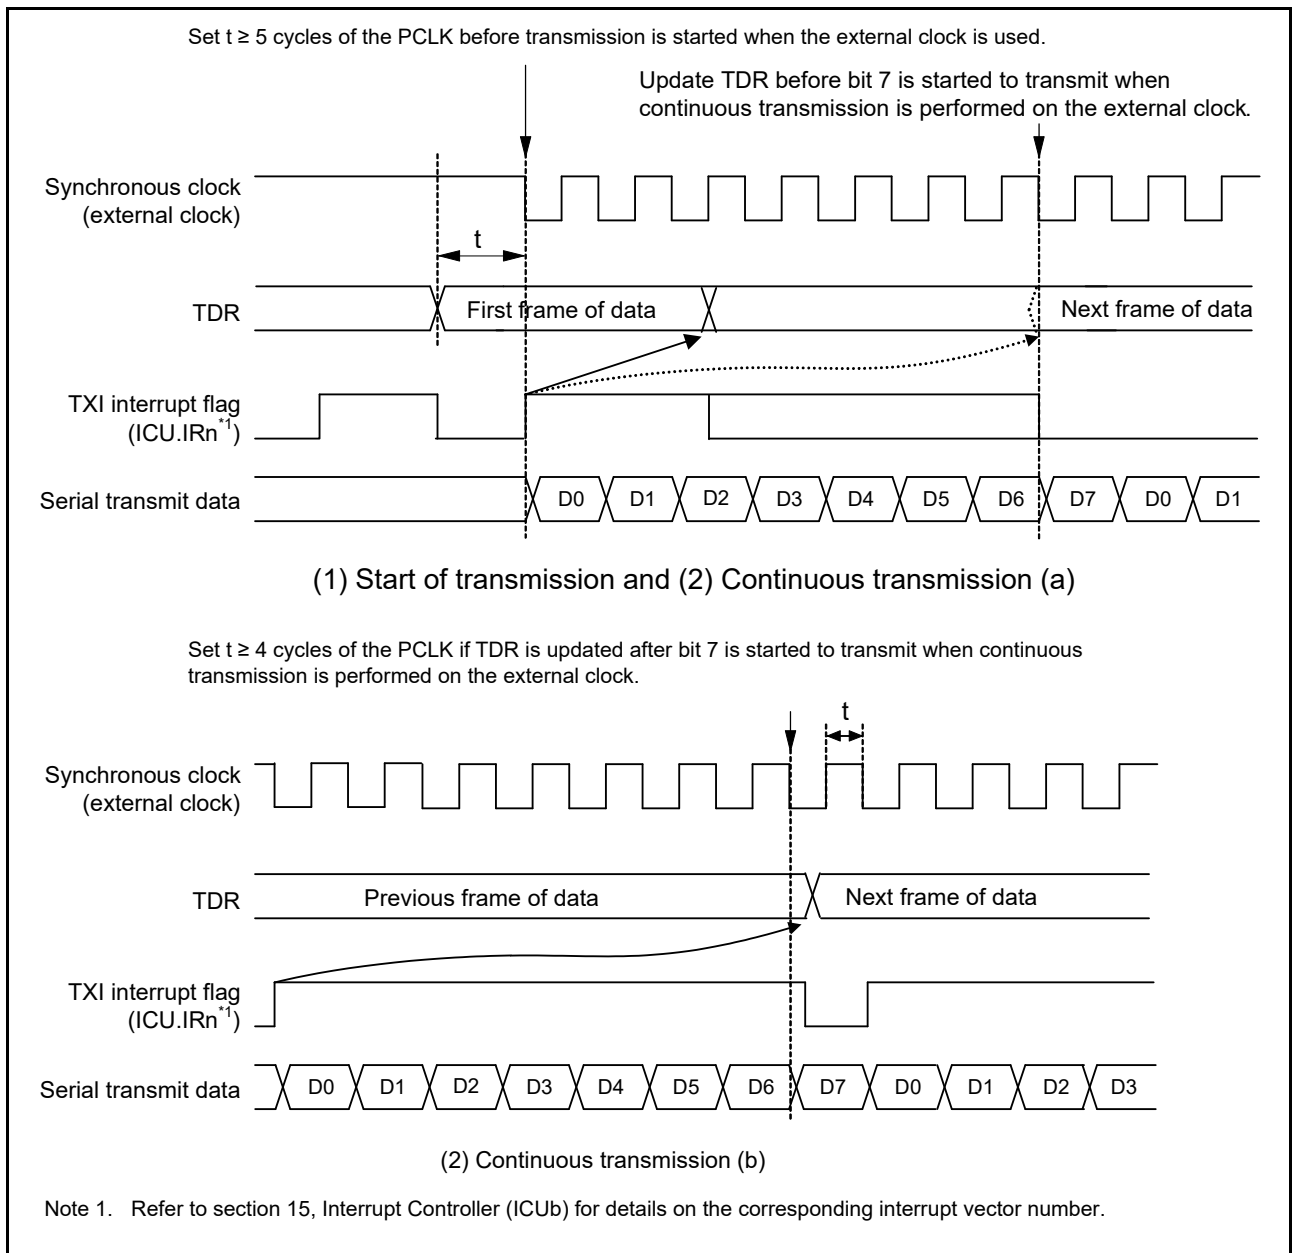 Set t ≥ 5 cycles of the PCLK before transmission is started when the external clock is used.
Update TDR before bit 7 is started to transmit when
continuous transmission is performed on the external clock.
Synchronous clock
(external clock)
t
TDR
First frame of data
Next frame of data
TXI interrupt flag
(ICU.IRn*1)
Serial transmit data
D0 D1 D2 D3 D4 D5 D6 D7 D0 D1
(1) Start of transmission and (2) Continuous transmission (a)
Set t ≥ 4 cycles of the PCLK if TDR is updated after bit 7 is started to transmit when continuous
transmission is performed on the external clock.
t
Synchronous clock
(external clock)
TDR
Previous frame of data
Next frame of data
TXI interrupt flag
(ICU.IRn*1)
Serial transmit data
D0 D1 D2 D3 D4 D5 D6 D7 D0 D1 D2 D3
(2) Continuous transmission (b)
Note 1. Refer to section 15, Interrupt Controller (ICUb) for details on the corresponding interrupt vector number.